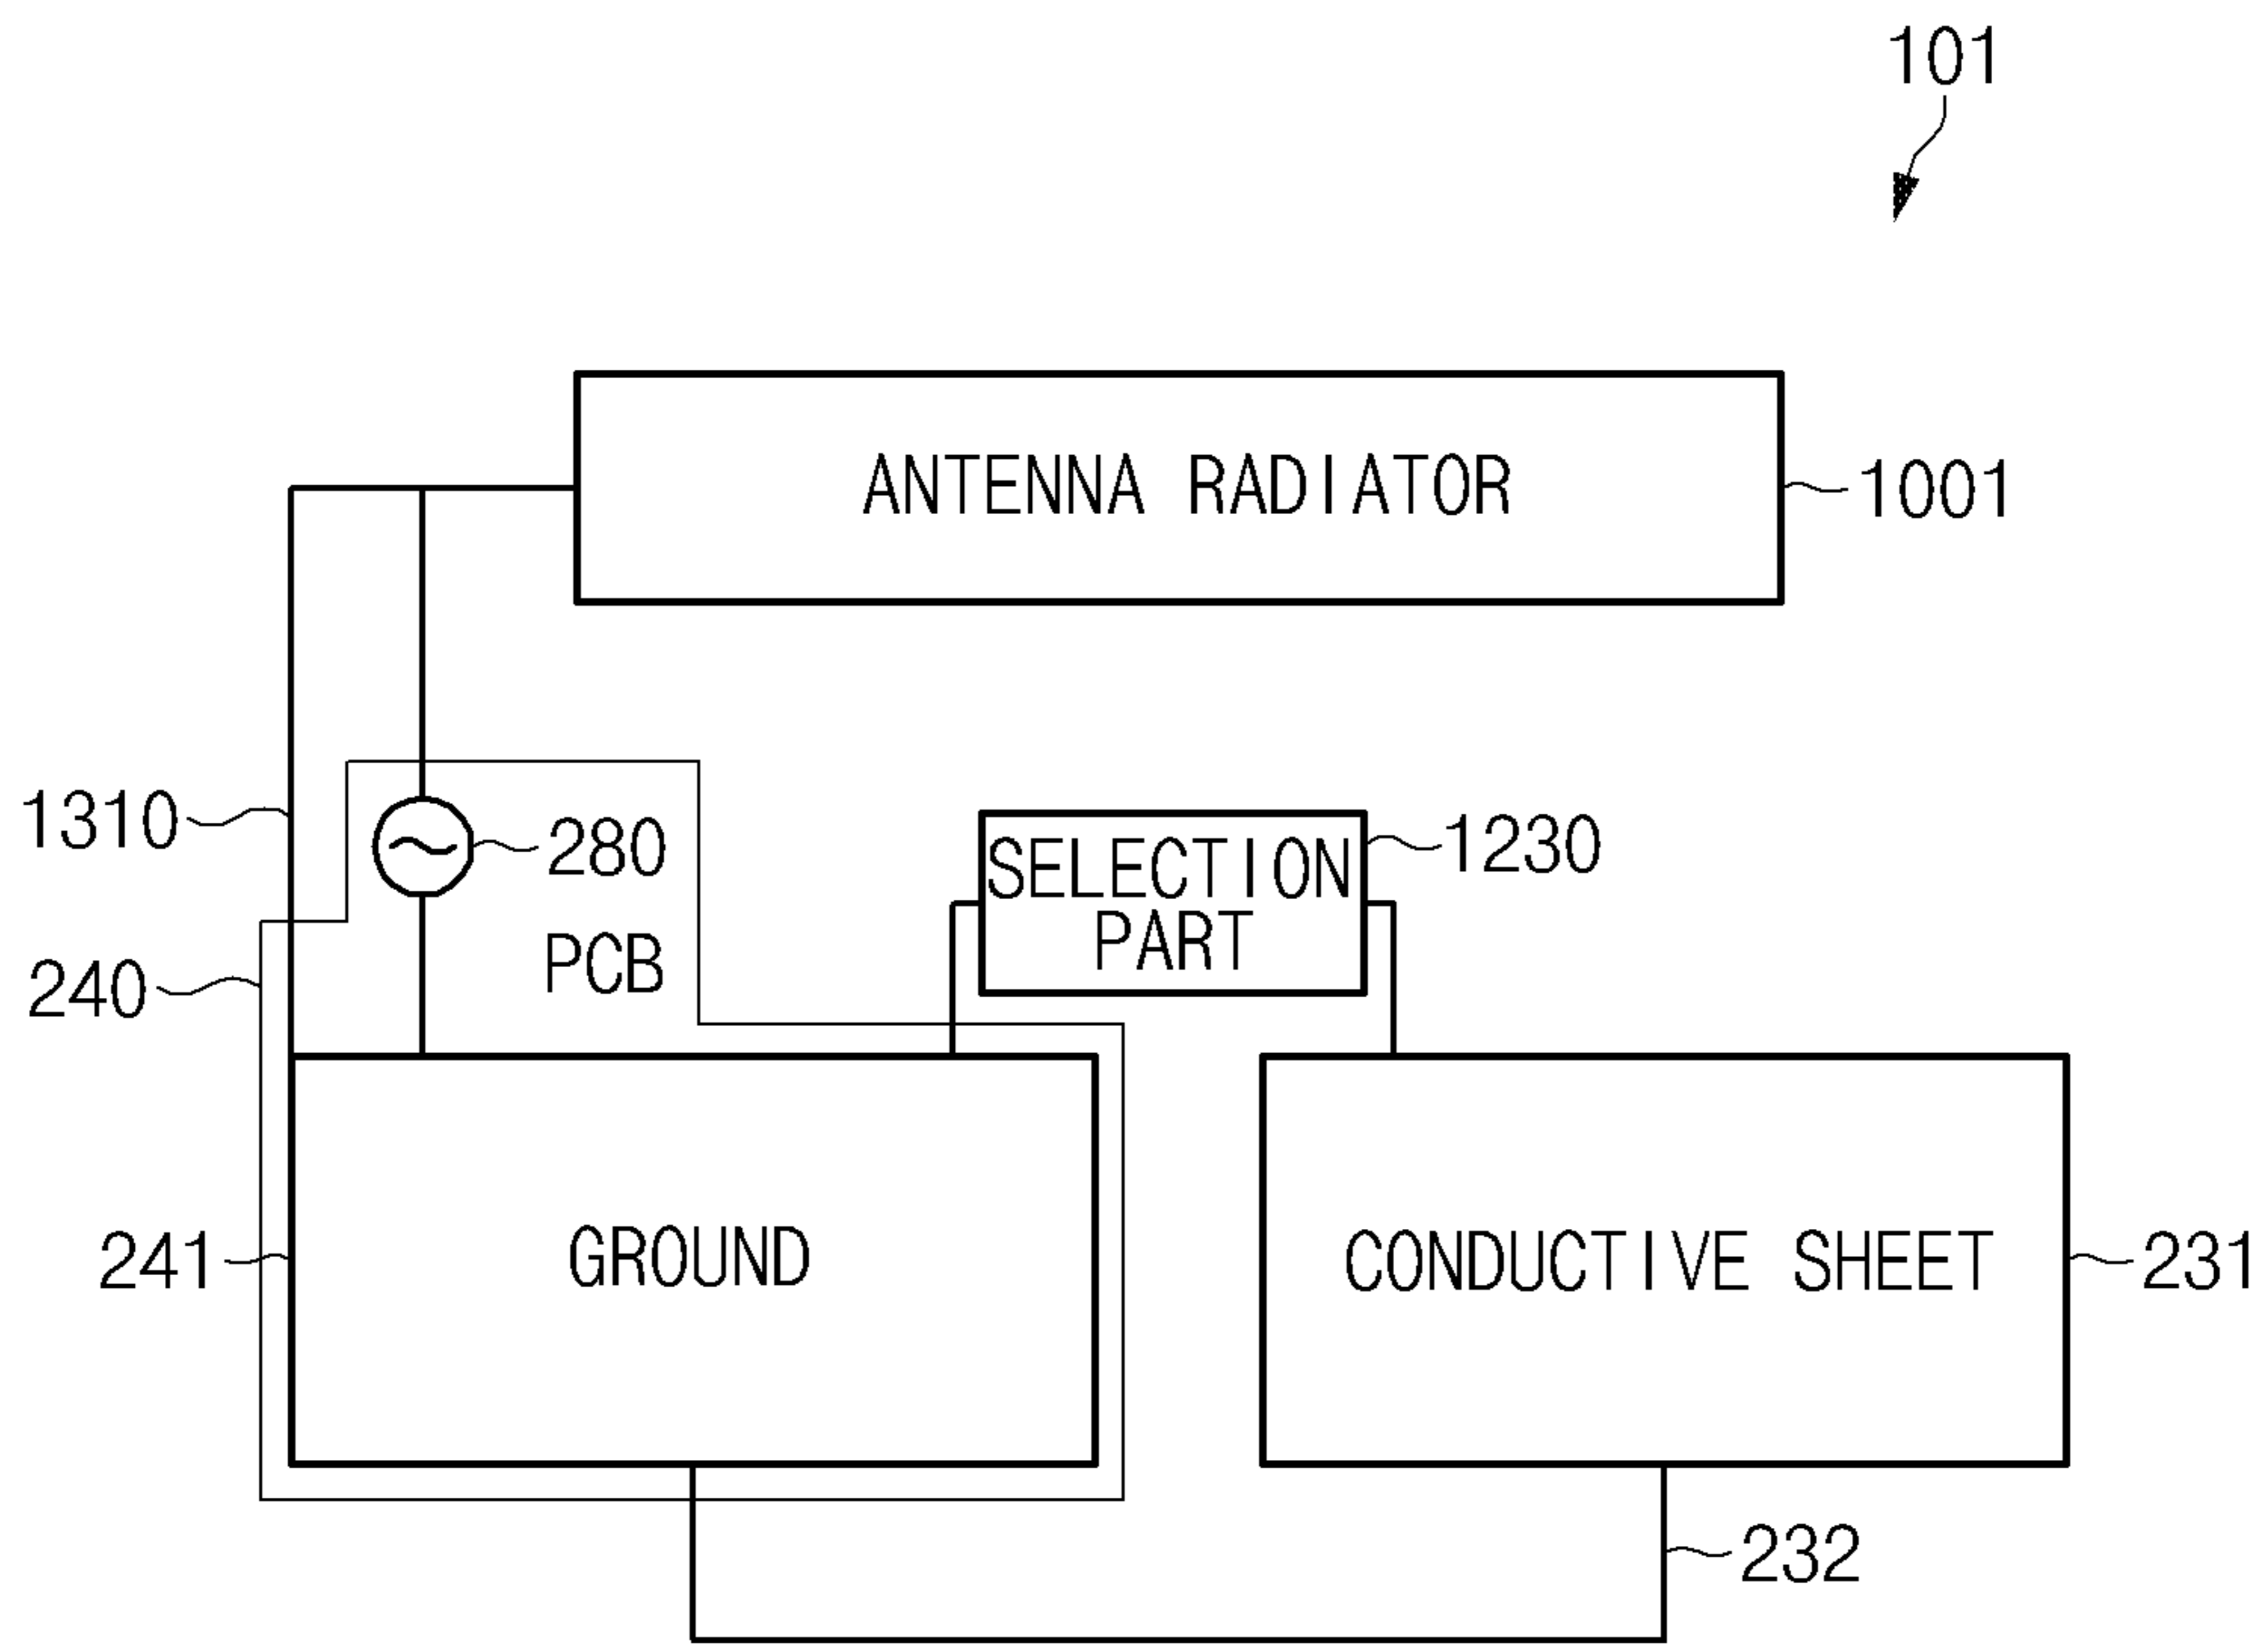 101
ANTENNA RADIATOR
1001
1310
280
SELECTION
PART
1230
PCB
240
241
GROUND
CONDUCTIVE SHEET
231
232